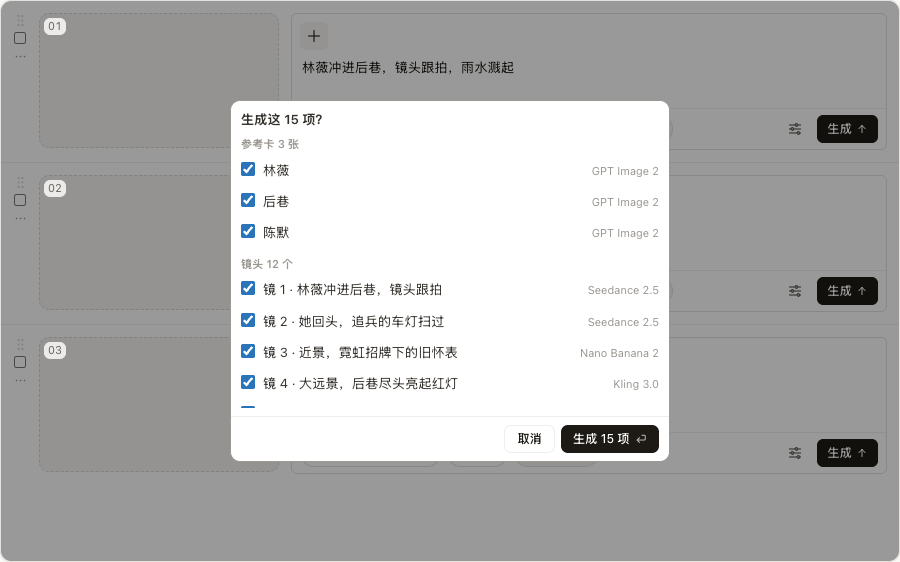 01
林薇冲进后巷，镜头跟拍，雨水溅起
生成 ↑
02
生成 ↑
03
生成 ↑
生成这 15 项?
参考卡 3 张
林薇 GPT Image 2
后巷 GPT Image 2
陈默 GPT Image 2
镜头 12 个
镜 1 · 林薇冲进后巷，镜头跟拍 Seedance 2.5
镜 2 · 她回头，追兵的车灯扫过 Seedance 2.5
镜 3 · 近景，霓虹招牌下的旧怀表 Nano Banana 2
镜 4 · 大远景，后巷尽头亮起红灯 Kling 3.0
取消
生成 15 项